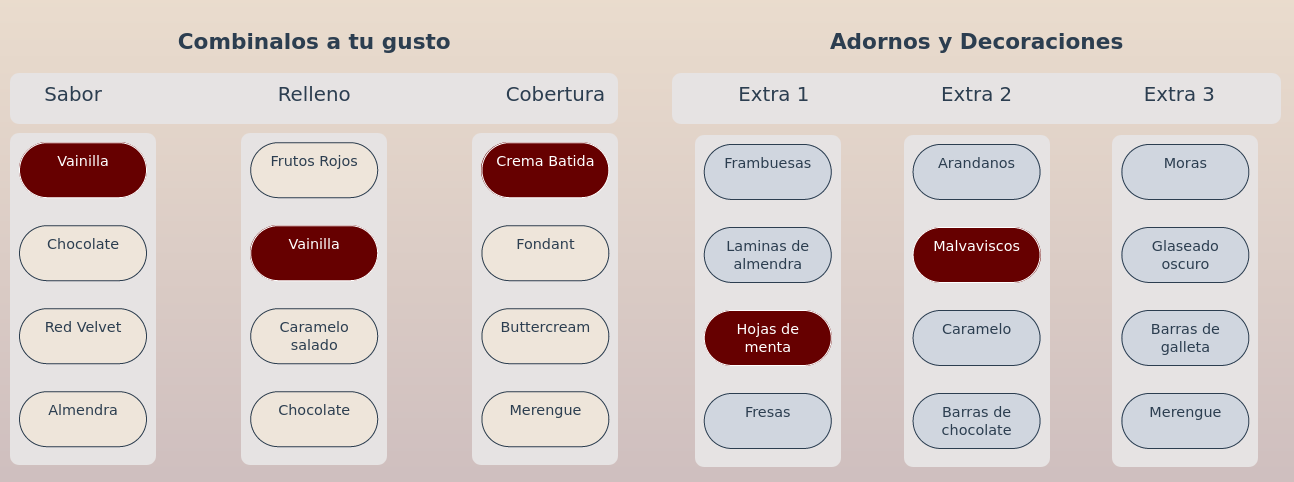 Combinalos a tu gusto
Sabor
Relleno
Cobertura
Vainilla
Frutos Rojos
Crema Batida
Chocolate
Vainilla
Fondant
Red Velvet
Caramelo
salado
Buttercream
Almendra
Chocolate
Merengue
Adornos y Decoraciones
Extra 1
Extra 2
Extra 3
Frambuesas
Arandanos
Moras
Laminas de
almendra
Malvaviscos
Glaseado
oscuro
Hojas de
menta
Caramelo
Barras de
galleta
Fresas
Barras de
chocolate
Merengue